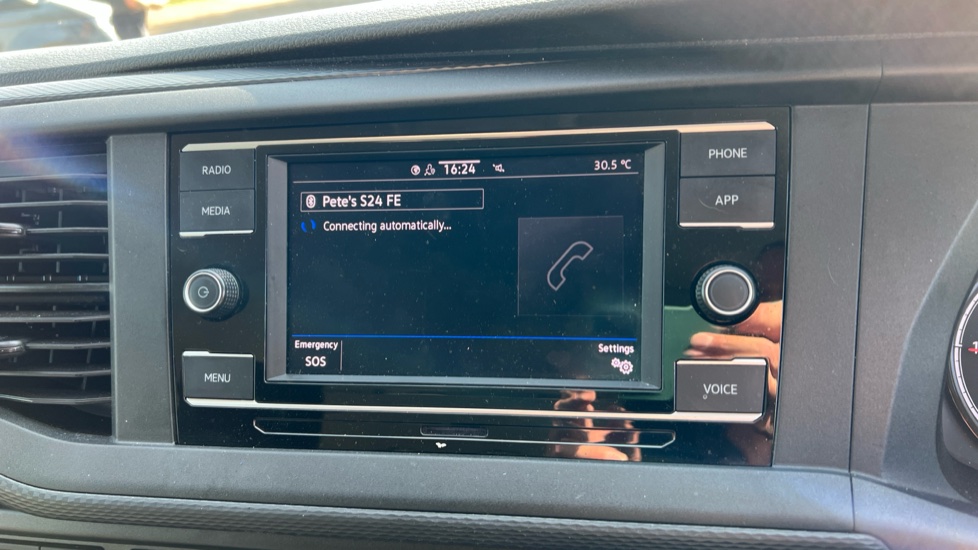 RADIO
MEDIA
MENU
16:24
30.5 °C
Pete's S24 FE
Connecting automatically...
Emergency
SOS
Settings
PHONE
APP
VOICE